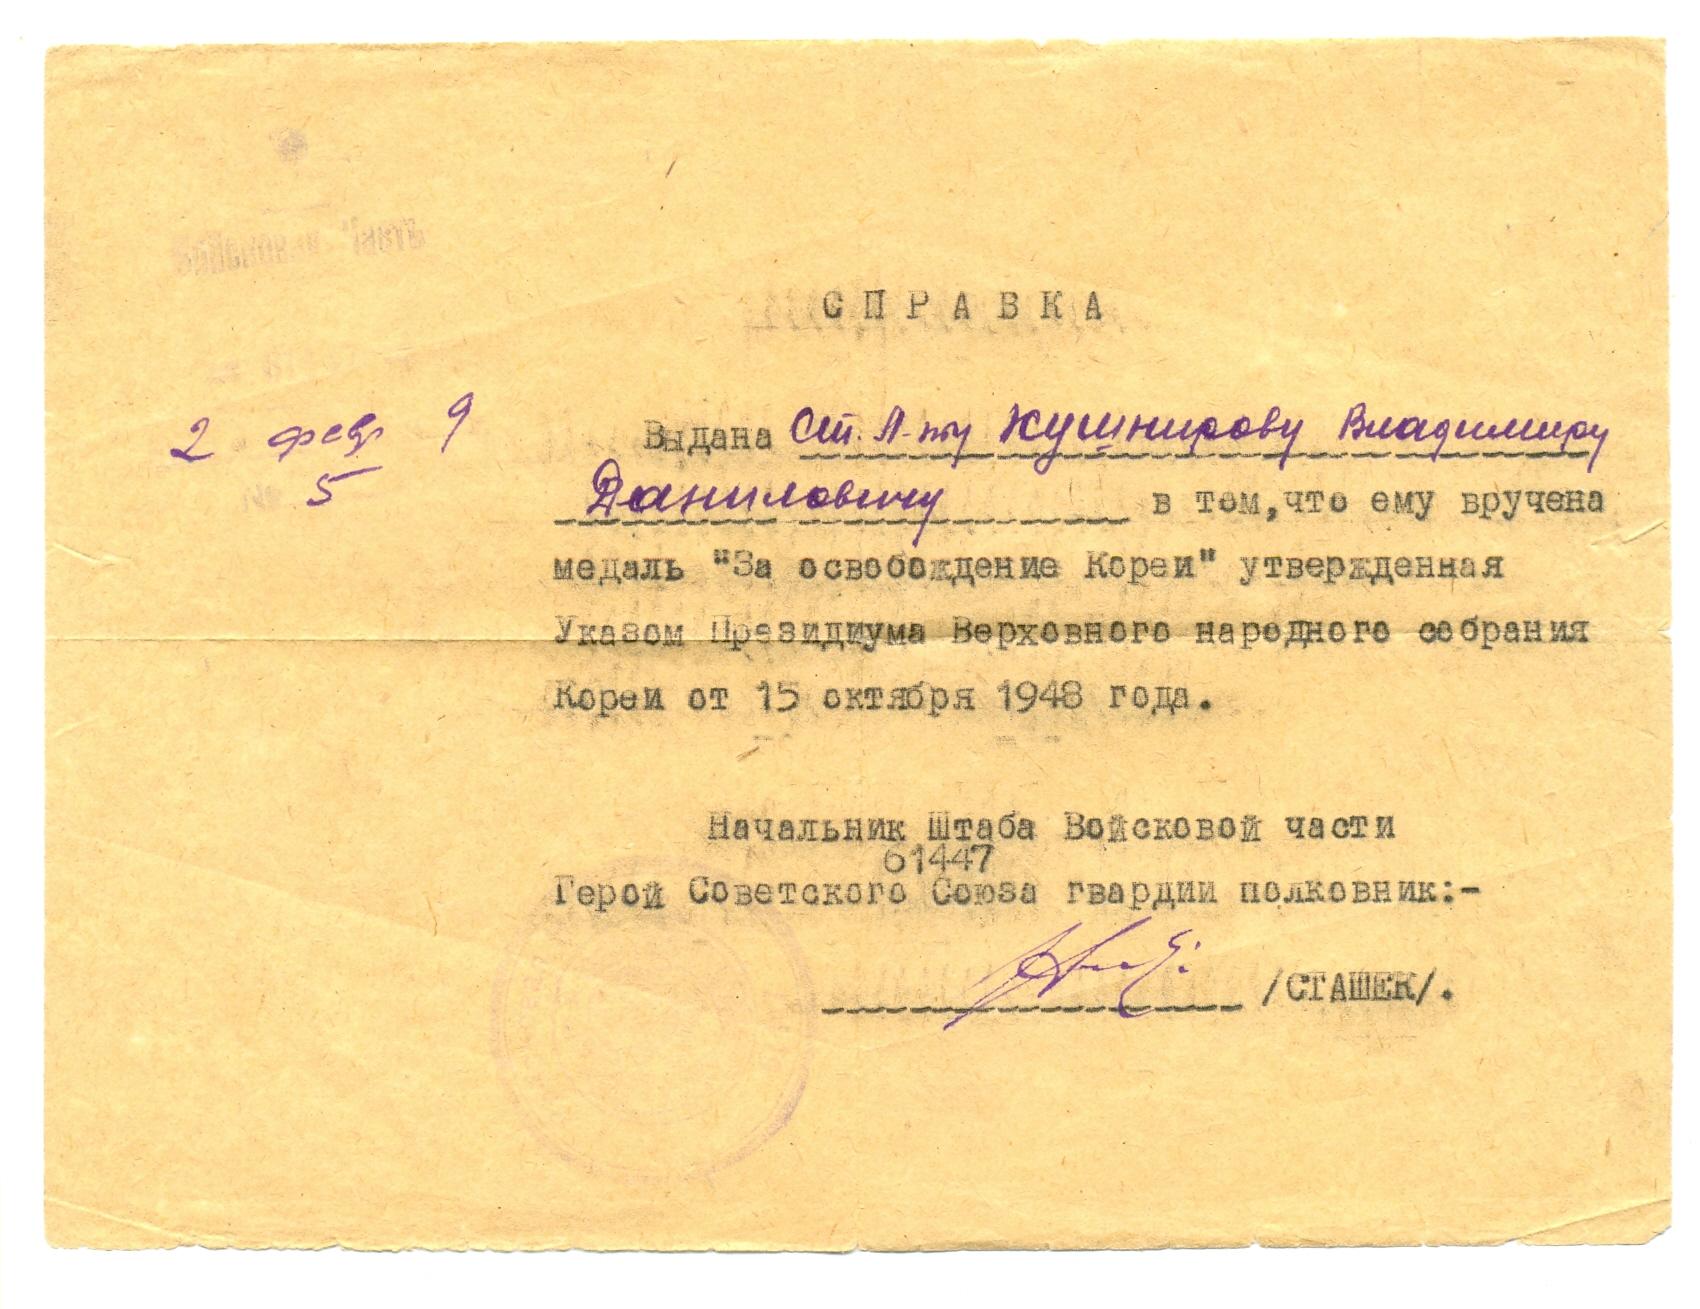 СПРАВКА
2 фев 9
5
Выдана Ст. Л-ту Кушнирову Владимиру
Даниловичу в том, что ему вручена
медаль "За освобождение Кореи" утвержденная
Указом Президиума Верховного народного собрания
Кореи от 15 октября 1948 года.
Начальник Штаба Войсковой части
61447
Герой Советского Союза гвардии полковник:-
/СТАШЕК/.